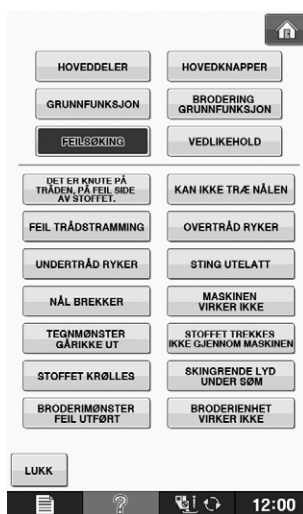 HOVEDDELER
HOVEDKNAPPER
GRUNNFUNKSJON
BRODERING
GRUNNFUNKSJON
FEILSØKING
VEDLIKEHOLD
DET ER KNUTE PÅ
TRÅDEN, PÅ FEIL SIDE
AV STOFFET.
KAN IKKE TRÆ NÅLEN
FEIL TRÅDSTRAMMING
OVERTRÅD RYKER
UNDERTRÅD RYKER
STING UTELATT
NÅL BREKKER
MASKINEN
VIRKER IKKE
TEGNMØNSTER
GÅRIKKE UT
STOFFET TREKKES
IKKE GJENNOM MASKINEN
STOFFET KRØLLES
SKINGRENDE LYD
UNDER SØM
BRODERIMØNSTER
FEIL UTFØRT
BRODERIENHET
VIRKER IKKE
LUKK
12:00